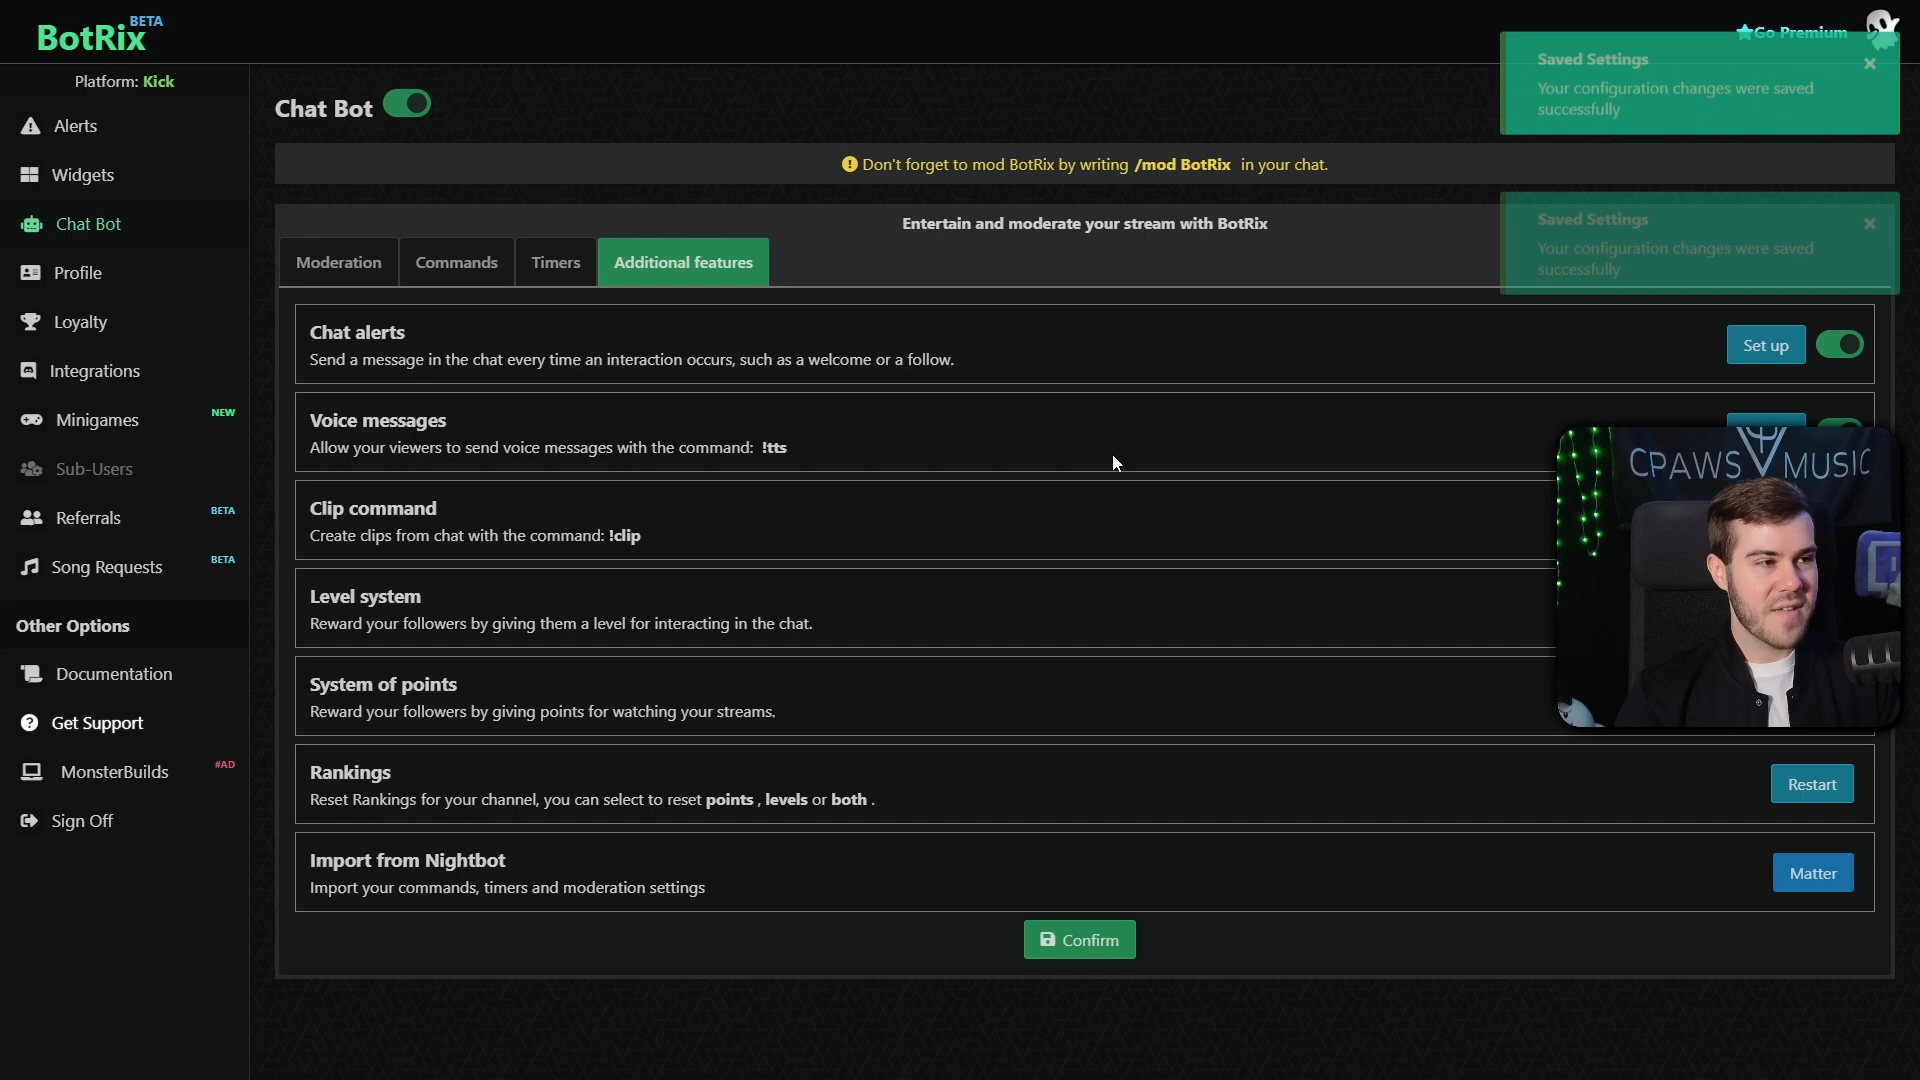 BotRix BETA
Go Premium
Platform: Kick
Alerts
Widgets
Chat Bot
Profile
Loyalty
Integrations
Minigames NEW
Sub-Users
Referrals BETA
Song Requests BETA
Other Options
Documentation
Get Support
MonsterBuilds #AD
Sign Off
Chat Bot
Don't forget to mod BotRix by writing /mod BotRix in your chat.
Entertain and moderate your stream with BotRix
Moderation Commands Timers Additional features
Chat alerts
Send a message in the chat every time an interaction occurs, such as a welcome or a follow.
Set up
Voice messages
Allow your viewers to send voice messages with the command: !tts
Clip command
Create clips from chat with the command: !clip
Level system
Reward your followers by giving them a level for interacting in the chat.
System of points
Reward your followers by giving points for watching your streams.
Rankings
Reset Rankings for your channel, you can select to reset points , levels or both .
Restart
Import from Nightbot
Import your commands, timers and moderation settings
Matter
Confirm
Saved Settings
Your configuration changes were saved
successfully
Saved Settings
Your configuration changes were saved
successfully
CPAWS MUSIC